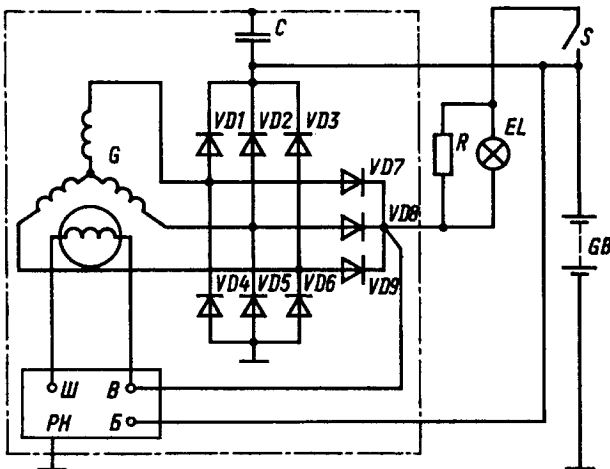 C
S
VD1 VD2 VD3
R
EL
G
VD7
VD8
GB
VD4 VD5 VD6
VD9
Ш В
РН Б